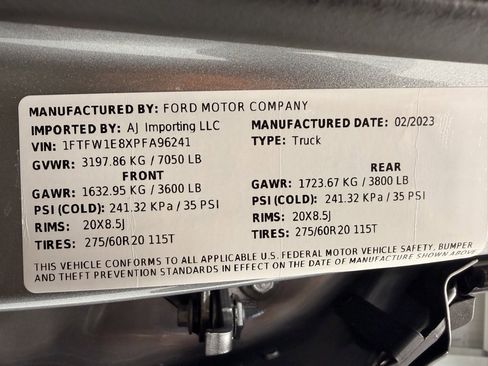 MANUFACTURED BY: FORD MOTOR COMPANY
IMPORTED BY: AJ Importing LLC
MANUFACTURED DATE: 02/2023
VIN: 1FTFW1E8XPFA96241
TYPE: Truck
GVWR: 3197.86 KG / 7050 LB
FRONT
REAR
GAWR: 1632.95 KG / 3600 LB
GAWR: 1723.67 KG / 3800 LB
PSI (COLD): 241.32 KPa / 35 PSI
PSI (COLD): 241.32 KPa / 35 PSI
RIMS: 20X8.5J
RIMS: 20X8.5J
TIRES: 275/60R20 115T
TIRES: 275/60R20 115T
THIS VEHICLE CONFORMS TO ALL APPLICABLE U.S. FEDERAL MOTOR VEHICLE SAFETY, BUMPER
AND THEFT PREVENTION STANDARDS IN EFFECT ON THE DATE OF MANUFACTURE SHOWN ABOVE.